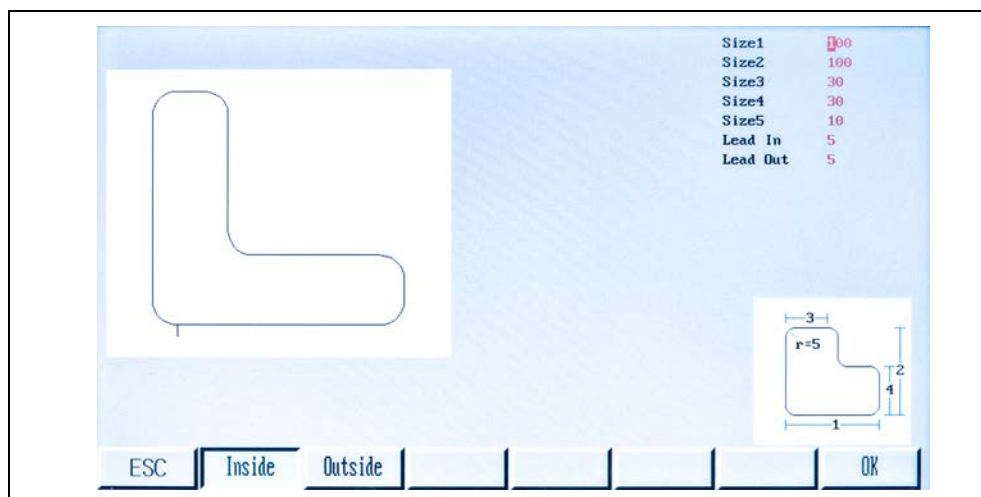 Size1 100
Size2 100
Size3 30
Size4 30
Size5 10
Lead In 5
Lead Out 5
3
r=5
2
4
1
ESC Inside Outside OK